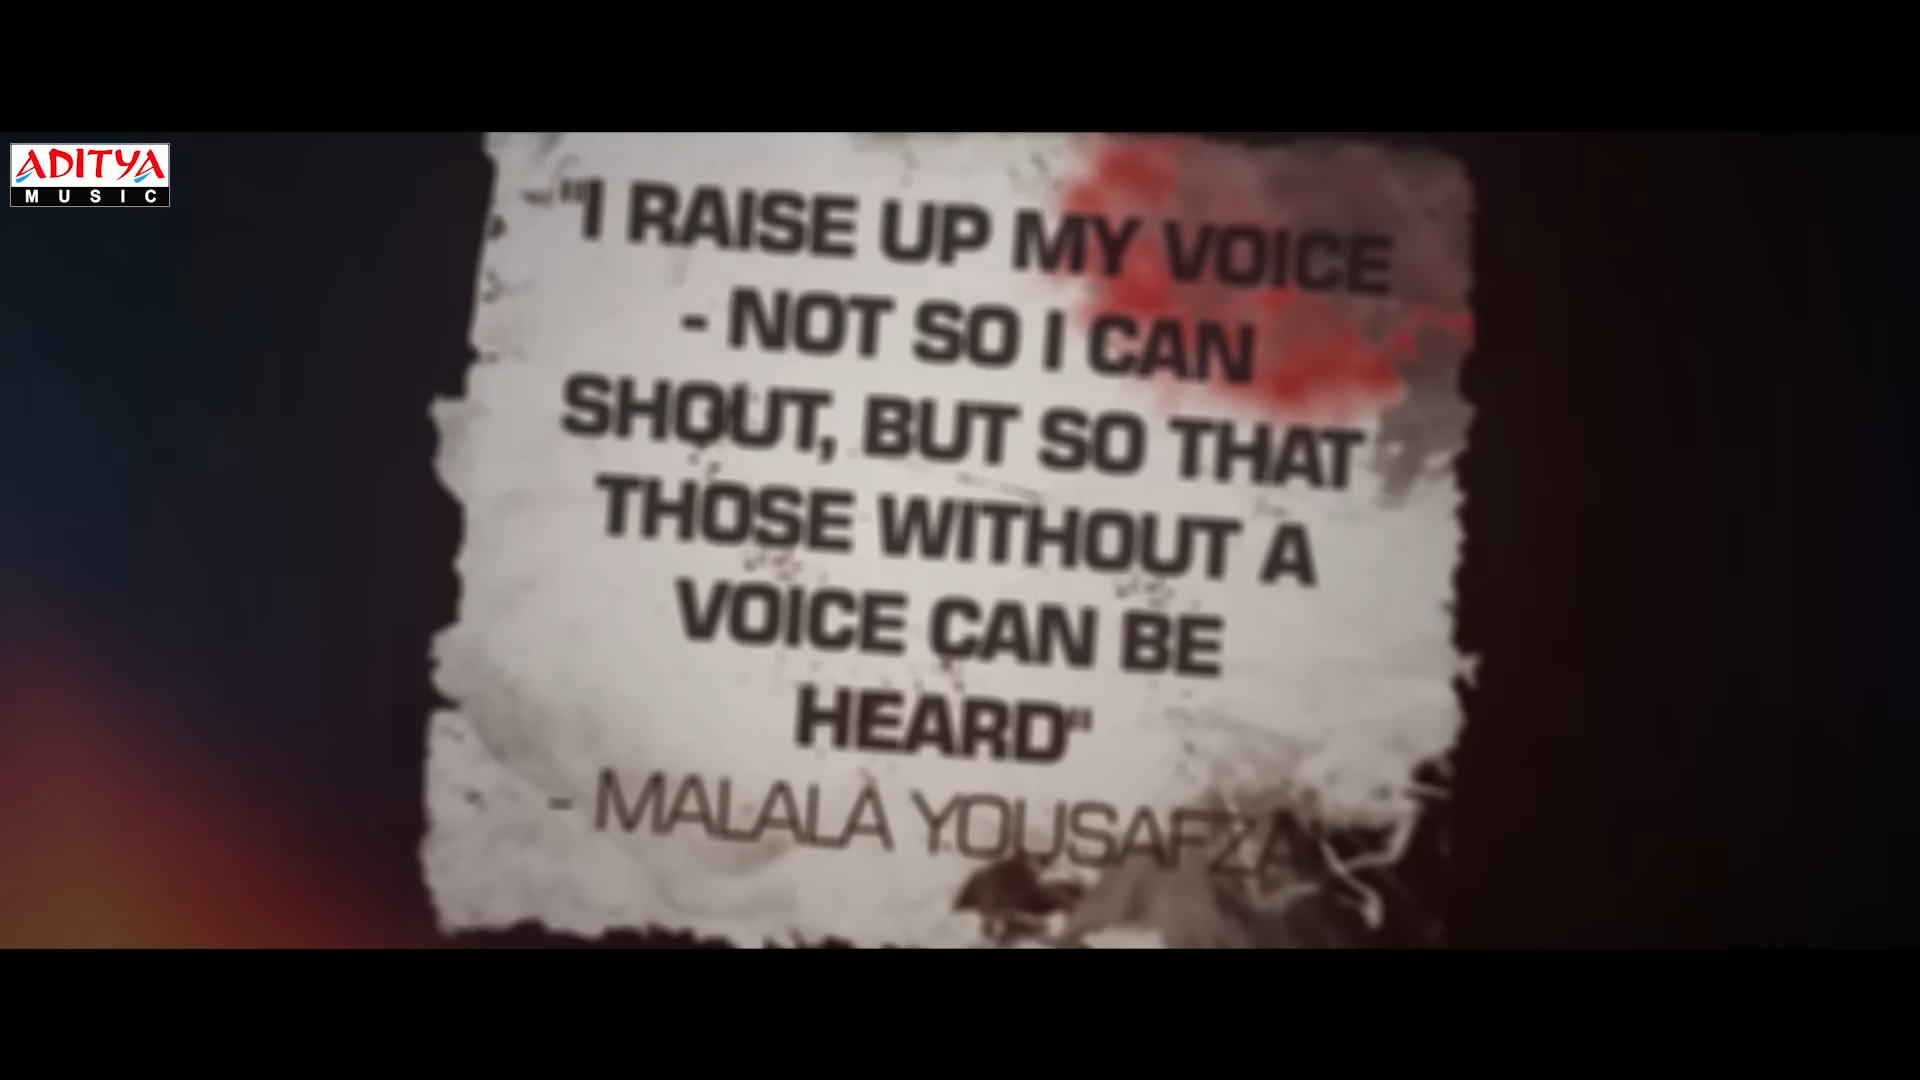 ADITYA
MUSIC
"I RAISE UP MY VOICE
- NOT SO I CAN
SHOUT, BUT SO THAT
THOSE WITHOUT A
VOICE CAN BE
HEARD"
- MALALA YOUSAFZAI